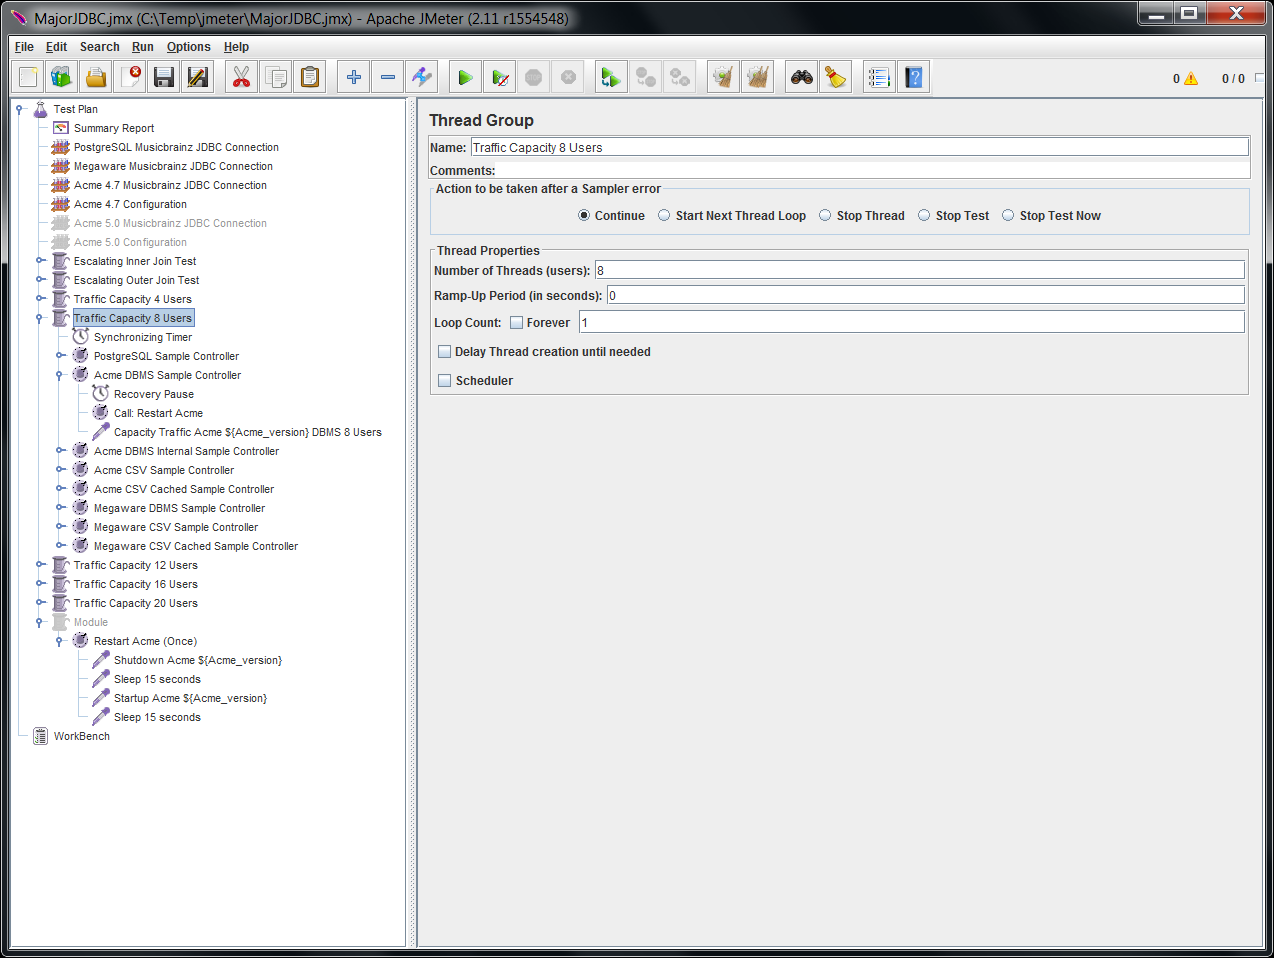 MajorJDBC.jmx (C:\Temp\jmeter\MajorJDBC.jmx) - Apache JMeter (2.11 r1554548)
File Edit Search Run Options Help
0 0 / 0
Test Plan
Summary Report
PostgreSQL Musicbrainz JDBC Connection
Megaware Musicbrainz JDBC Connection
Acme 4.7 Musicbrainz JDBC Connection
Acme 4.7 Configuration
Acme 5.0 Musicbrainz JDBC Connection
Acme 5.0 Configuration
Escalating Inner Join Test
Escalating Outer Join Test
Traffic Capacity 4 Users
Traffic Capacity 8 Users
Synchronizing Timer
PostgreSQL Sample Controller
Acme DBMS Sample Controller
Recovery Pause
Call: Restart Acme
Capacity Traffic Acme ${Acme_version} DBMS 8 Users
Acme DBMS Internal Sample Controller
Acme CSV Sample Controller
Acme CSV Cached Sample Controller
Megaware DBMS Sample Controller
Megaware CSV Sample Controller
Megaware CSV Cached Sample Controller
Traffic Capacity 12 Users
Traffic Capacity 16 Users
Traffic Capacity 20 Users
Module
Restart Acme (Once)
Shutdown Acme ${Acme_version}
Sleep 15 seconds
Startup Acme ${Acme_version}
Sleep 15 seconds
WorkBench
Thread Group
Name: Traffic Capacity 8 Users
Comments:
Action to be taken after a Sampler error
Continue Start Next Thread Loop Stop Thread Stop Test Stop Test Now
Thread Properties
Number of Threads (users): 8
Ramp-Up Period (in seconds): 0
Loop Count: Forever 1
Delay Thread creation until needed
Scheduler